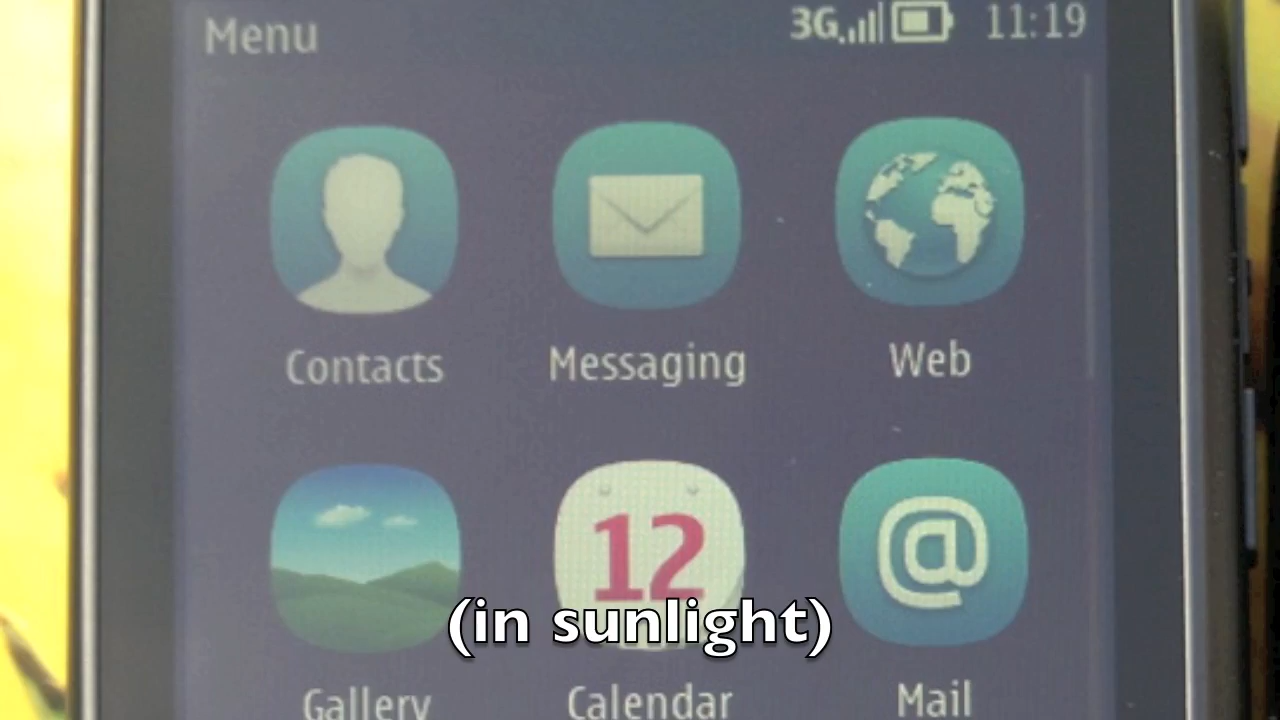 Menu 3G 11:19
Contacts Messaging Web
12 @
(in sunlight)
Gallery Calendar Mail